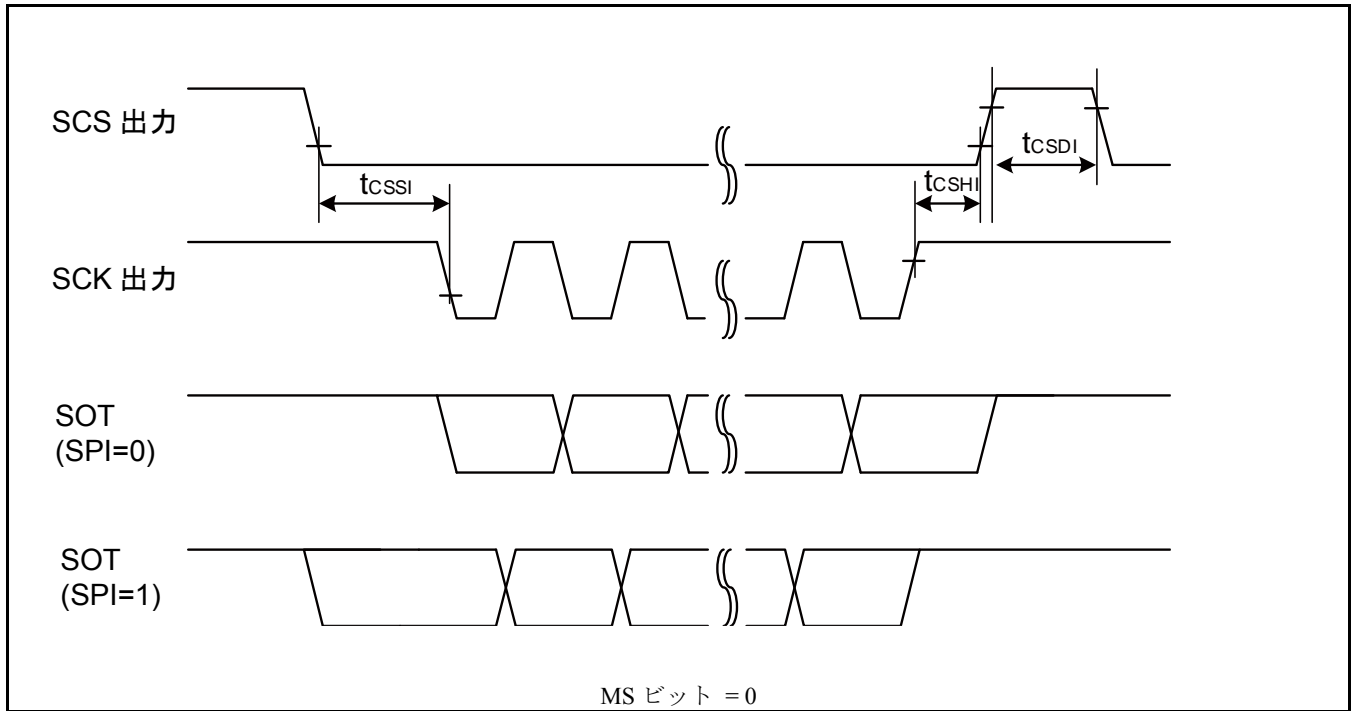 SCS 出力
tCSSI
tCSHI
tCSDI
SCK 出力
SOT
(SPI=0)
SOT
(SPI=1)
MS ビット = 0